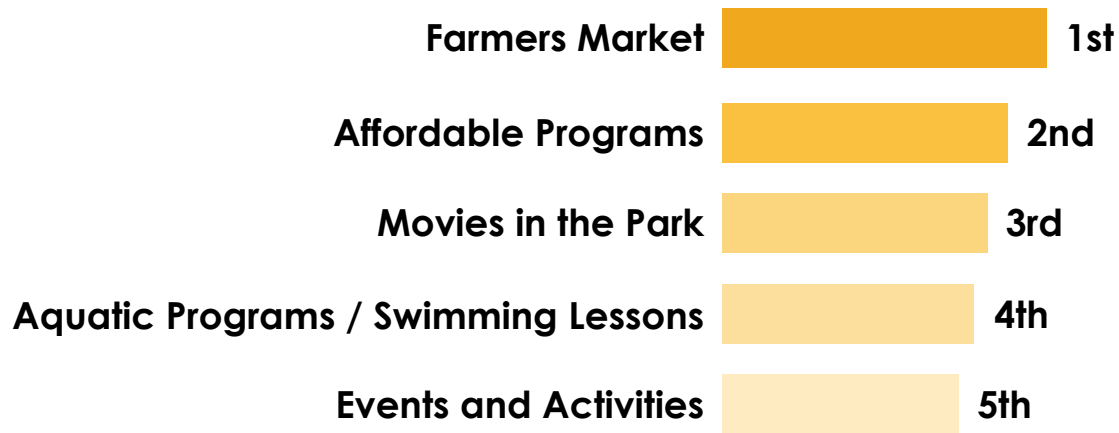 Farmers Market 1st
Affordable Programs 2nd
Movies in the Park 3rd
Aquatic Programs / Swimming Lessons 4th
Events and Activities 5th